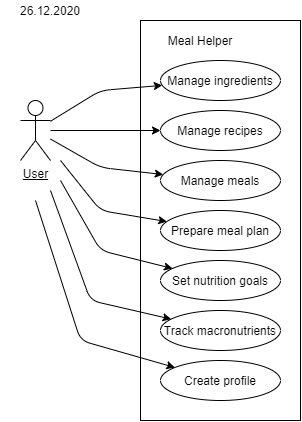 26.12.2020
Meal Helper
Manage ingredients
Manage recipes
User
Manage meals
Prepare meal plan
Set nutrition goals
Track macronutrients
Create profile